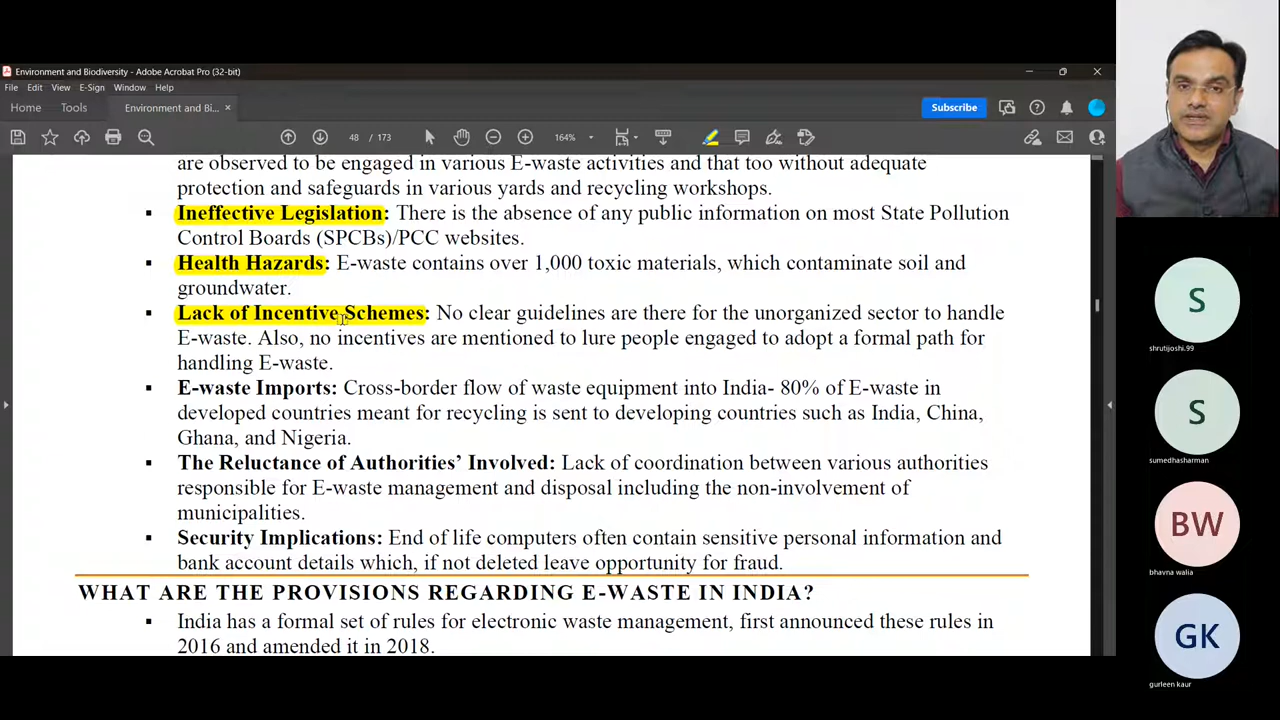 Environment and Biodiversity - Adobe Acrobat Pro (32-bit)
File Edit View E-Sign Window Help
Home Tools Environment and Bi... × Subscribe
48 / 173 164%
are observed to be engaged in various E-waste activities and that too without adequate
protection and safeguards in various yards and recycling workshops.
▪ Ineffective Legislation: There is the absence of any public information on most State Pollution
Control Boards (SPCBs)/PCC websites.
▪ Health Hazards: E-waste contains over 1,000 toxic materials, which contaminate soil and
groundwater.
▪ Lack of Incentive Schemes: No clear guidelines are there for the unorganized sector to handle
E-waste. Also, no incentives are mentioned to lure people engaged to adopt a formal path for
handling E-waste.
▪ E-waste Imports: Cross-border flow of waste equipment into India- 80% of E-waste in
developed countries meant for recycling is sent to developing countries such as India, China,
Ghana, and Nigeria.
▪ The Reluctance of Authorities’ Involved: Lack of coordination between various authorities
responsible for E-waste management and disposal including the non-involvement of
municipalities.
▪ Security Implications: End of life computers often contain sensitive personal information and
bank account details which, if not deleted leave opportunity for fraud.
WHAT ARE THE PROVISIONS REGARDING E-WASTE IN INDIA?
▪ India has a formal set of rules for electronic waste management, first announced these rules in
2016 and amended it in 2018.
S
shrutijoshi.99
S
sumedhasharman
BW
bhavna walia
GK
gurleen kaur